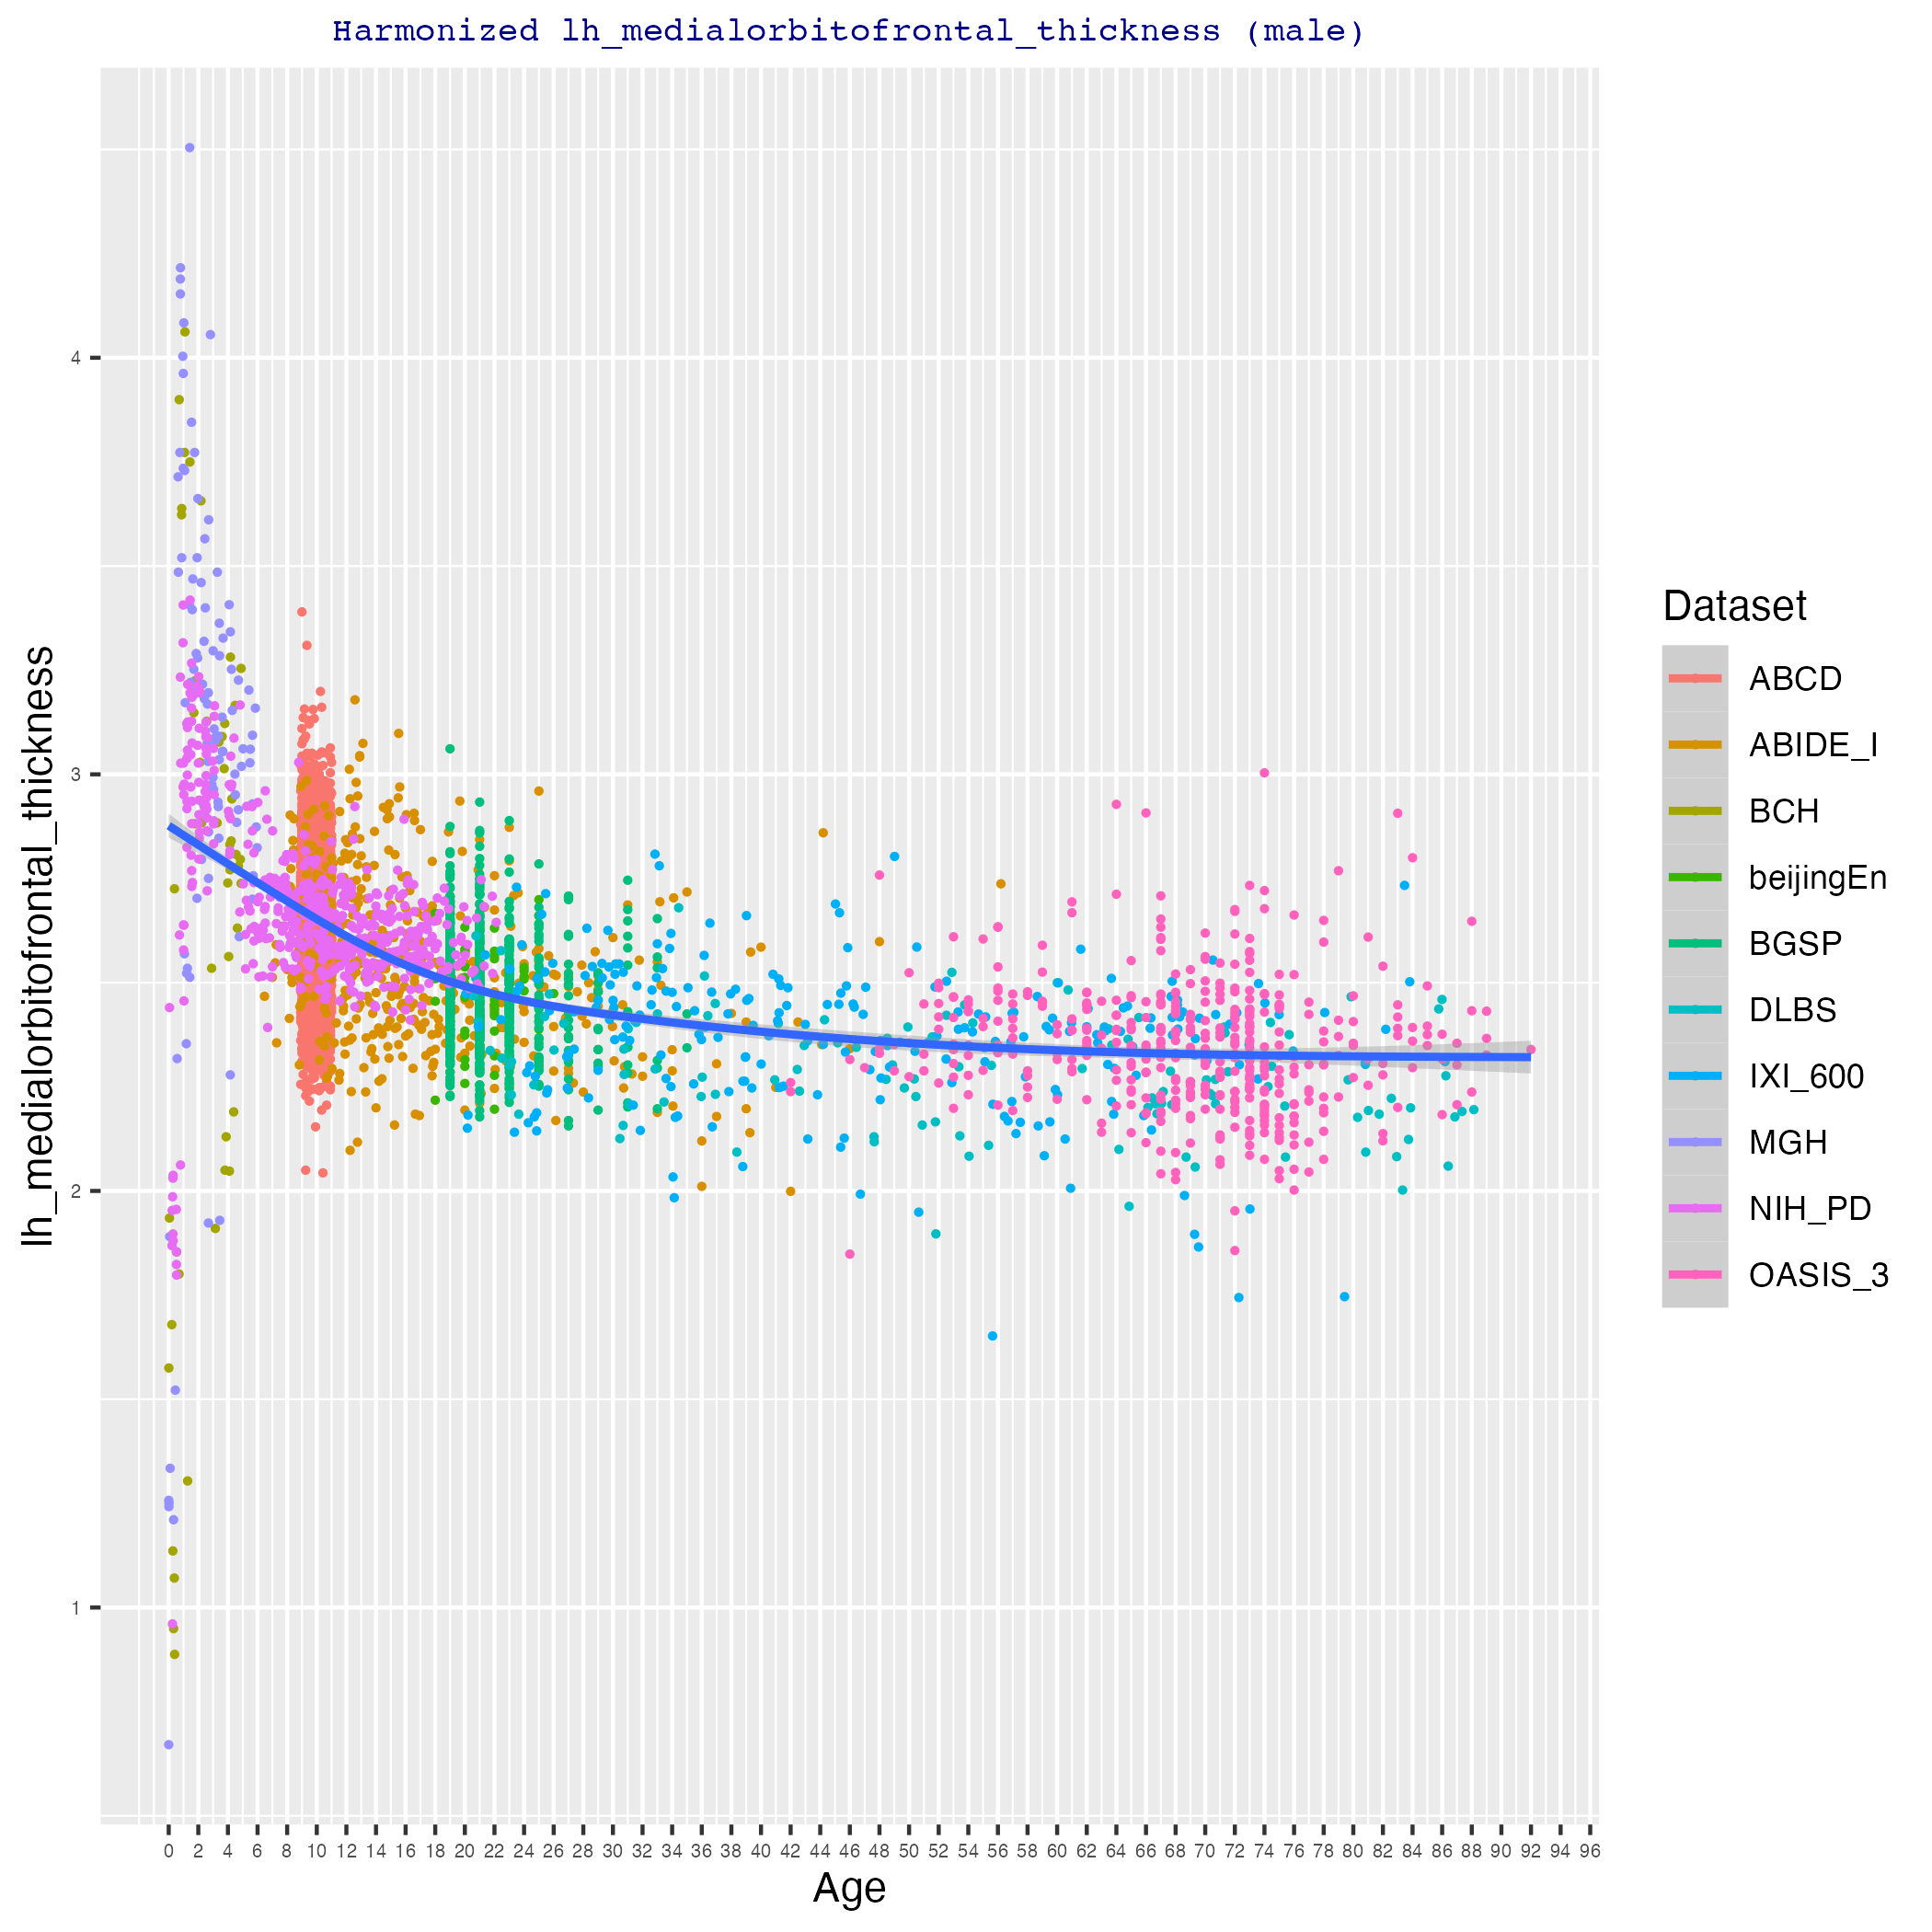 Harmonized lh_medialorbitofrontal_thickness (male)
lh_medialorbitofrontal_thickness
4
3
2
1
0 2 4 6 8 10 12 14 16 18 20 22 24 26 28 30 32 34 36 38 40 42 44 46 48 50 52 54 56 58 60 62 64 66 68 70 72 74 76 78 80 82 84 86 88 90 92 94 96
Age
Dataset
ABCD
ABIDE_I
BCH
beijingEn
BGSP
DLBS
IXI_600
MGH
NIH_PD
OASIS_3